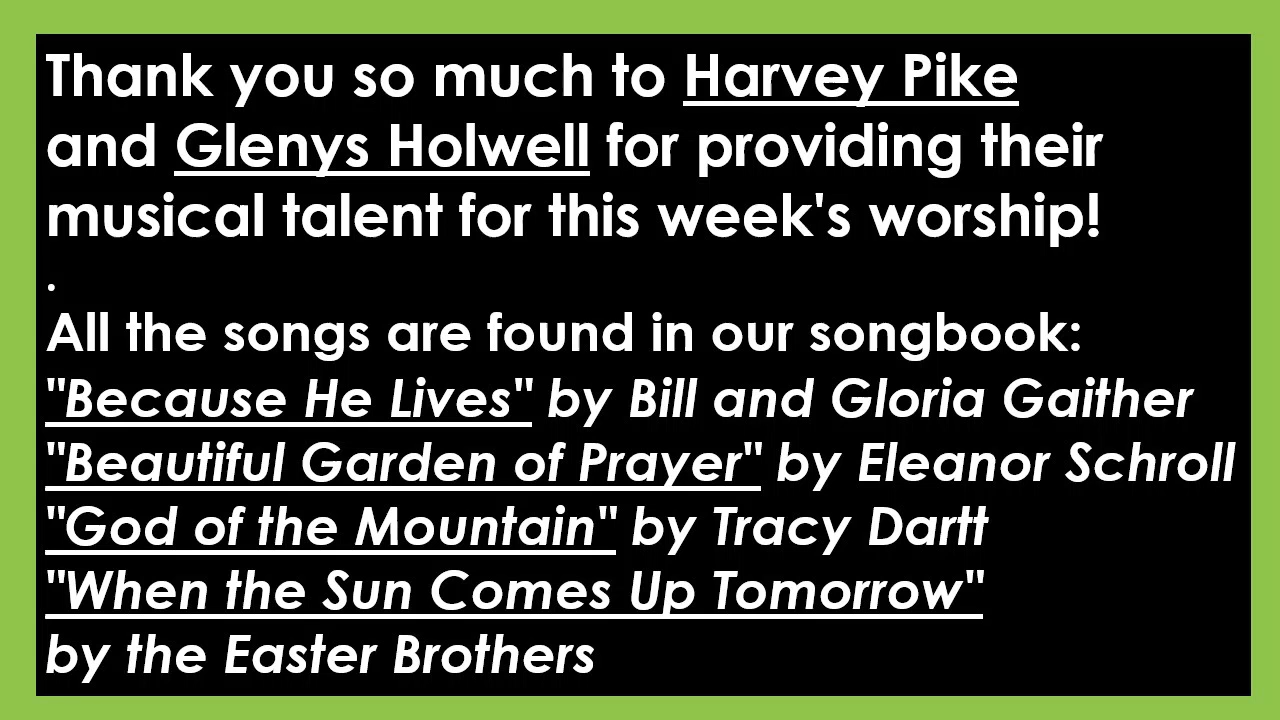 Thank you so much to Harvey Pike
and Glenys Holwell for providing their
musical talent for this week's worship!
.
All the songs are found in our songbook:
"Because He Lives" by Bill and Gloria Gaither
"Beautiful Garden of Prayer" by Eleanor Schroll
"God of the Mountain" by Tracy Dartt
"When the Sun Comes Up Tomorrow"
by the Easter Brothers